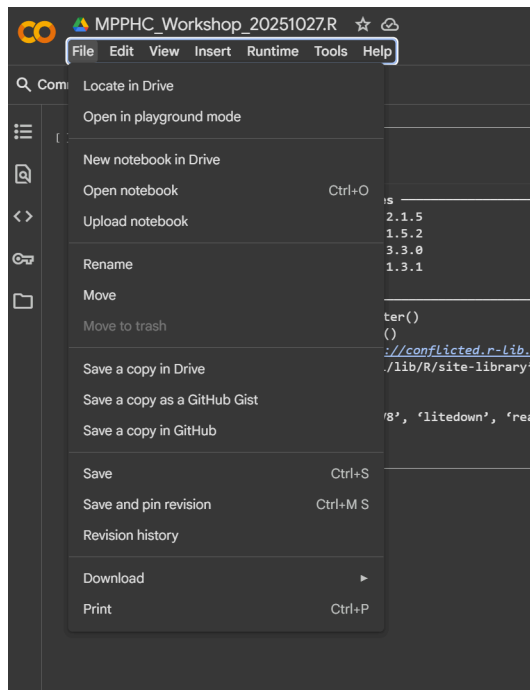 MPPHC_Workshop_20251027.R
File Edit View Insert Runtime Tools Help
Com
Locate in Drive
Open in playground mode
[ ]
New notebook in Drive
Open notebook Ctrl+O
Upload notebook
Rename
Move
Move to trash
Save a copy in Drive
Save a copy as a GitHub Gist
Save a copy in GitHub
Save Ctrl+S
Save and pin revision Ctrl+M S
Revision history
Download
Print Ctrl+P
es
2.1.5
1.5.2
3.3.0
1.3.1
ter()
()
://conflicted.r-lib.
/lib/R/site-library
V8’, ‘litedown’, ‘rea